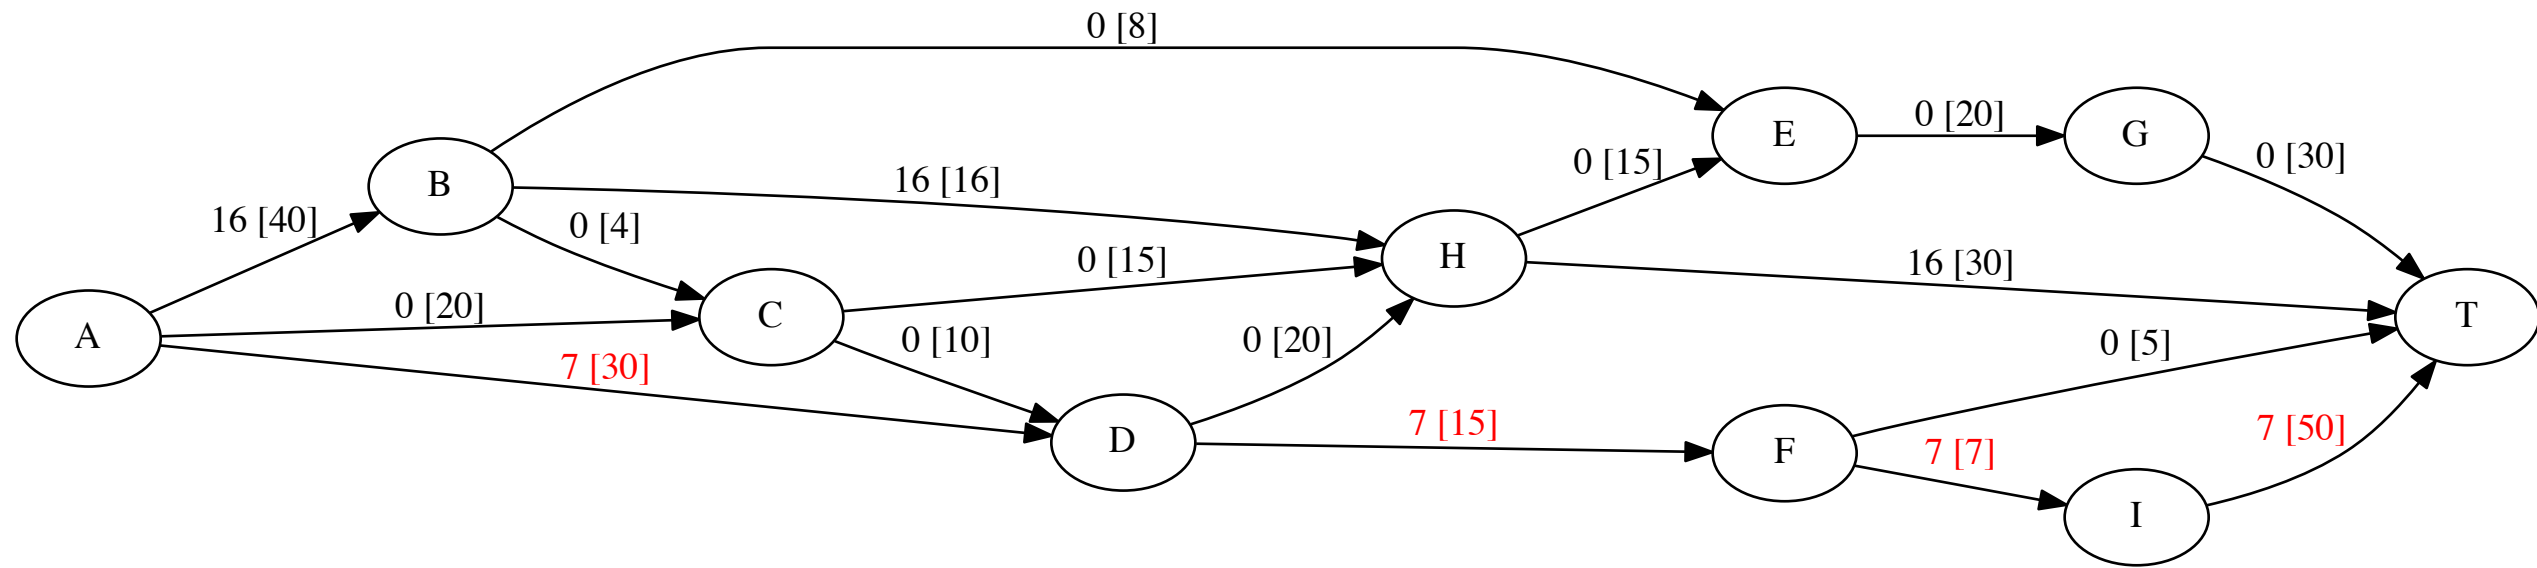 0 [8]
0 [20]
E
G
0 [15]
0 [30]
16 [16]
B
16 [40]
0 [4]
H
0 [15]
16 [30]
0 [20]
C
T
A
0 [10]
0 [20]
0 [5]
7 [30]
D
7 [15]
F
7 [7]
7 [50]
I